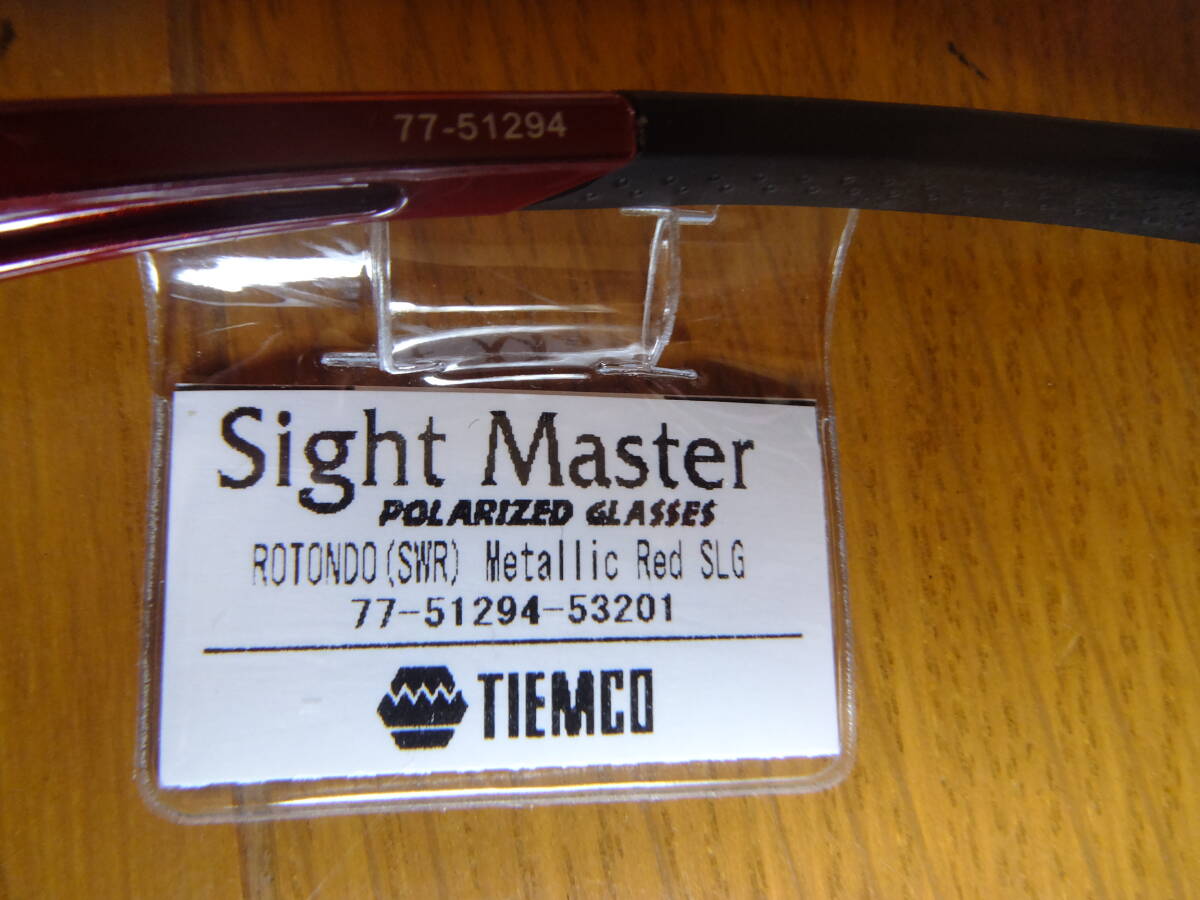 77-51294
Sight Master
POLARIZED GLASSES
ROTONDO(SWR) Metallic Red SLG
77-51294-53201
TIEMCO